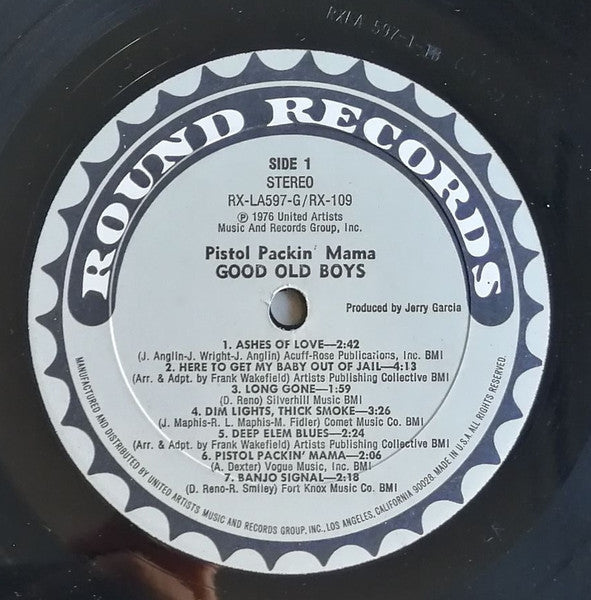 RXLA 597-1-1B
ROUND RECORDS
SIDE 1
STEREO
RX-LA597-G/RX-109
℗ 1976 United Artists
Music And Records Group, Inc.
Pistol Packin' Mama
GOOD OLD BOYS
Produced by Jerry Garcia
1. ASHES OF LOVE—2:42
(J. Anglin-J. Wright-J. Anglin) Acuff-Rose Publications, Inc. BMI
2. HERE TO GET MY BABY OUT OF JAIL—4:13
(Arr. & Adpt. by Frank Wakefield) Artists Publishing Collective BMI
3. LONG GONE—1:59
(D. Reno) Silverhill Music BMI
4. DIM LIGHTS, THICK SMOKE—3:26
(J. Maphis-R. L. Maphis-M. Fidler) Comet Music Co. BMI
5. DEEP ELEM BLUES—2:24
(Arr. & Adpt. by Frank Wakefield) Artists Publishing Collective BMI
6. PISTOL PACKIN' MAMA—2:06
(A. Dexter) Vogue Music, Inc. BMI
7. BANJO SIGNAL—2:18
(D. Reno-R. Smiley) Fort Knox Music Co. BMI
MANUFACTURED AND DISTRIBUTED BY UNITED ARTISTS MUSIC AND RECORDS GROUP, INC., LOS ANGELES, CALIFORNIA 90028. MADE IN U.S.A. ALL RIGHTS RESERVED.